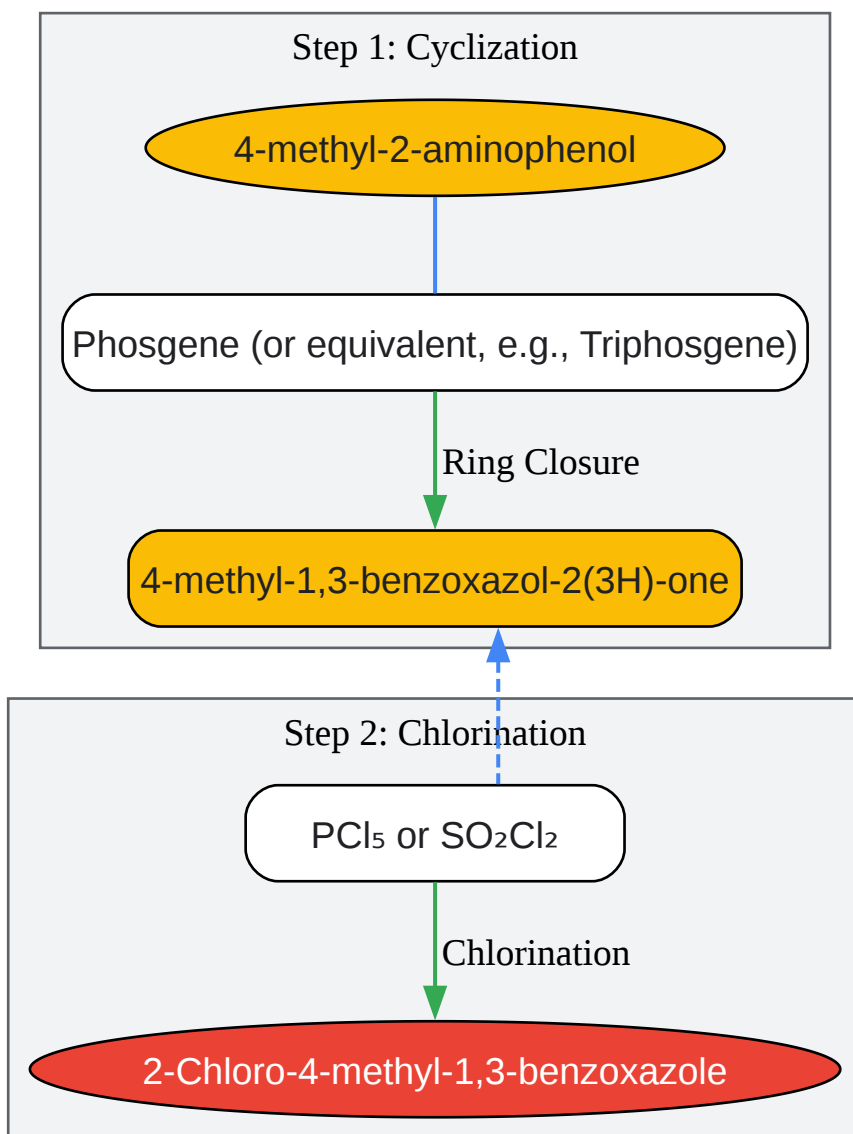 Step 1: Cyclization
4-methyl-2-aminophenol
Phosgene (or equivalent, e.g., Triphosgene)
Ring Closure
4-methyl-1,3-benzoxazol-2(3H)-one
Step 2: Chlorination
PCl₅ or SO₂Cl₂
Chlorination
2-Chloro-4-methyl-1,3-benzoxazole